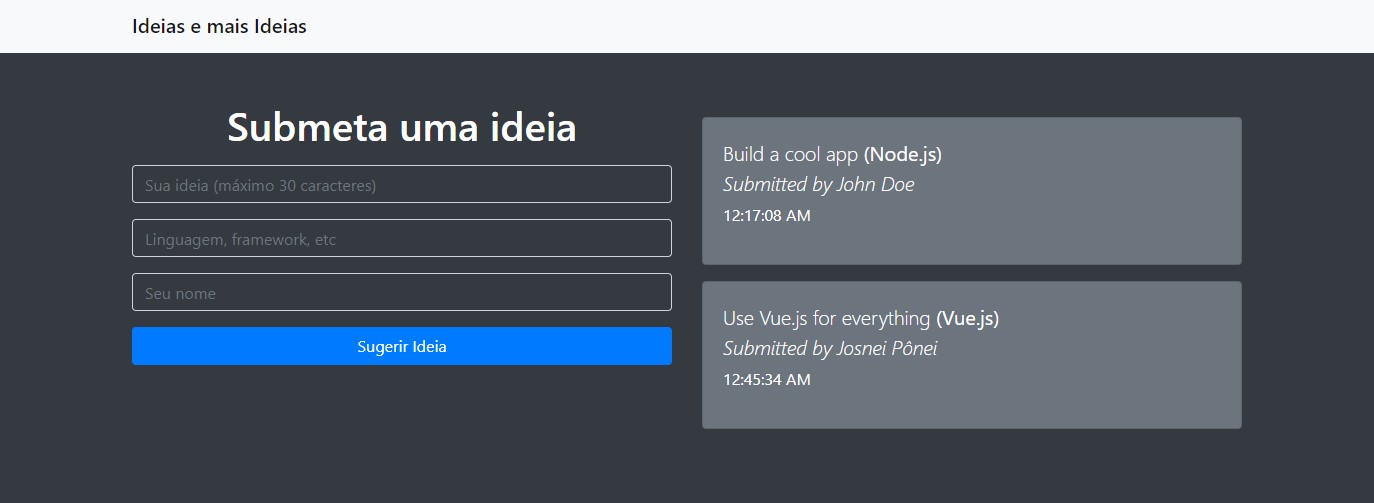 Ideias e mais Ideias
Submeta uma ideia
Sua ideia (máximo 30 caracteres)
Linguagem, framework, etc
Seu nome
Sugerir Ideia
Build a cool app (Node.js)
Submitted by John Doe
12:17:08 AM
Use Vue.js for everything (Vue.js)
Submitted by Josnei Pônei
12:45:34 AM